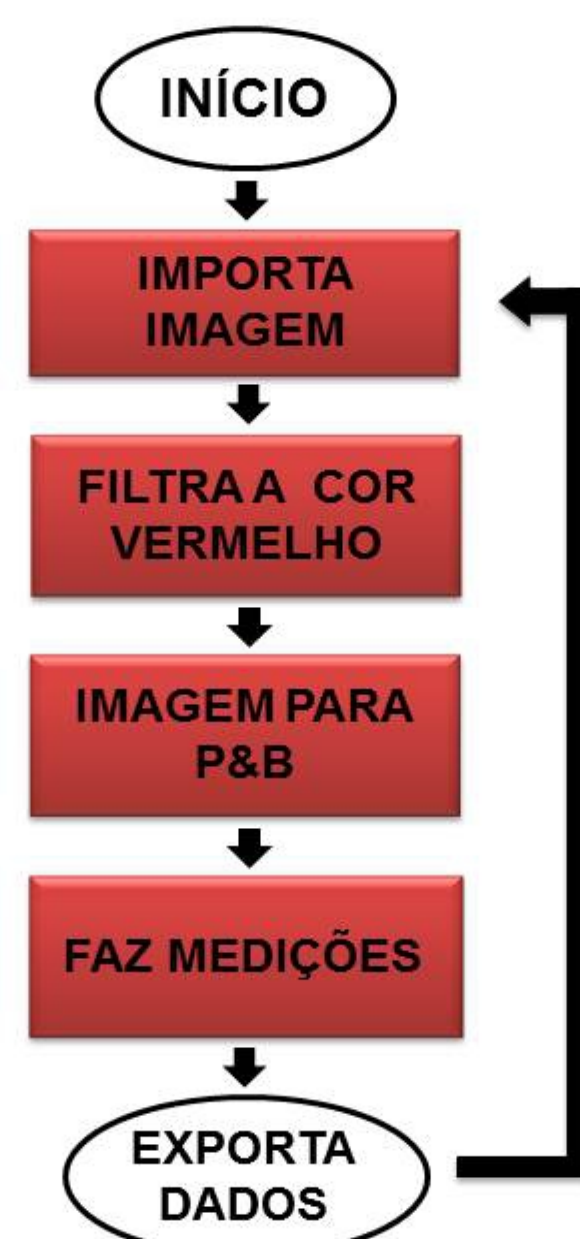 INÍCIO
IMPORTA
IMAGEM
FILTRA A COR
VERMELHO
IMAGEM PARA
P&B
FAZ MEDIÇÕES
EXPORTA
DADOS